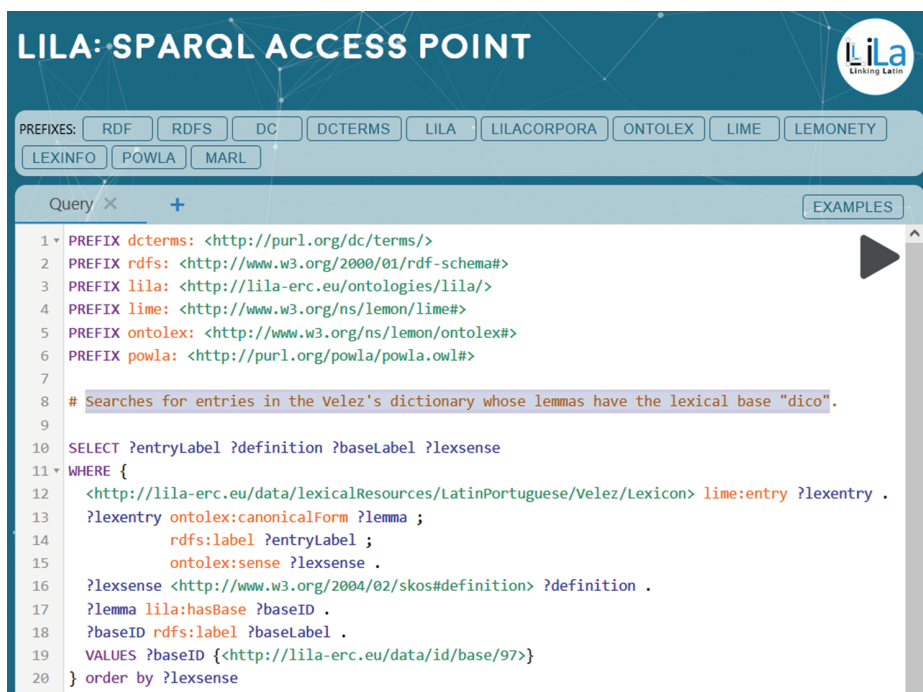 LILA: SPARQL ACCESS POINT
LiLa
Linking Latin
PREFIXES: RDF RDFS DC DCTERMS LILA LILACORPORA ONTOLEX LIME LEMONETY
LEXINFO POWLA MARL
Query × + EXAMPLES
1 PREFIX dcterms: <http://purl.org/dc/terms/>
2 PREFIX rdfs: <http://www.w3.org/2000/01/rdf-schema#>
3 PREFIX lila: <http://lila-erc.eu/ontologies/lila/>
4 PREFIX lime: <http://www.w3.org/ns/lemon/lime#>
5 PREFIX ontolex: <http://www.w3.org/ns/lemon/ontolex#>
6 PREFIX powla: <http://purl.org/powla/powla.owl#>
7
8 # Searches for entries in the Velez's dictionary whose lemmas have the lexical base "dico".
9
10 SELECT ?entryLabel ?definition ?baseLabel ?lexsense
11 WHERE {
12 <http://lila-erc.eu/data/lexicalResources/LatinPortuguese/Velez/Lexicon> lime:entry ?lexentry .
13 ?lexentry ontolex:canonicalForm ?lemma ;
14 rdfs:label ?entryLabel ;
15 ontolex:sense ?lexsense .
16 ?lexsense <http://www.w3.org/2004/02/skos#definition> ?definition .
17 ?lemma lila:hasBase ?baseID .
18 ?baseID rdfs:label ?baseLabel .
19 VALUES ?baseID {<http://lila-erc.eu/data/id/base/97>}
20 } order by ?lexsense